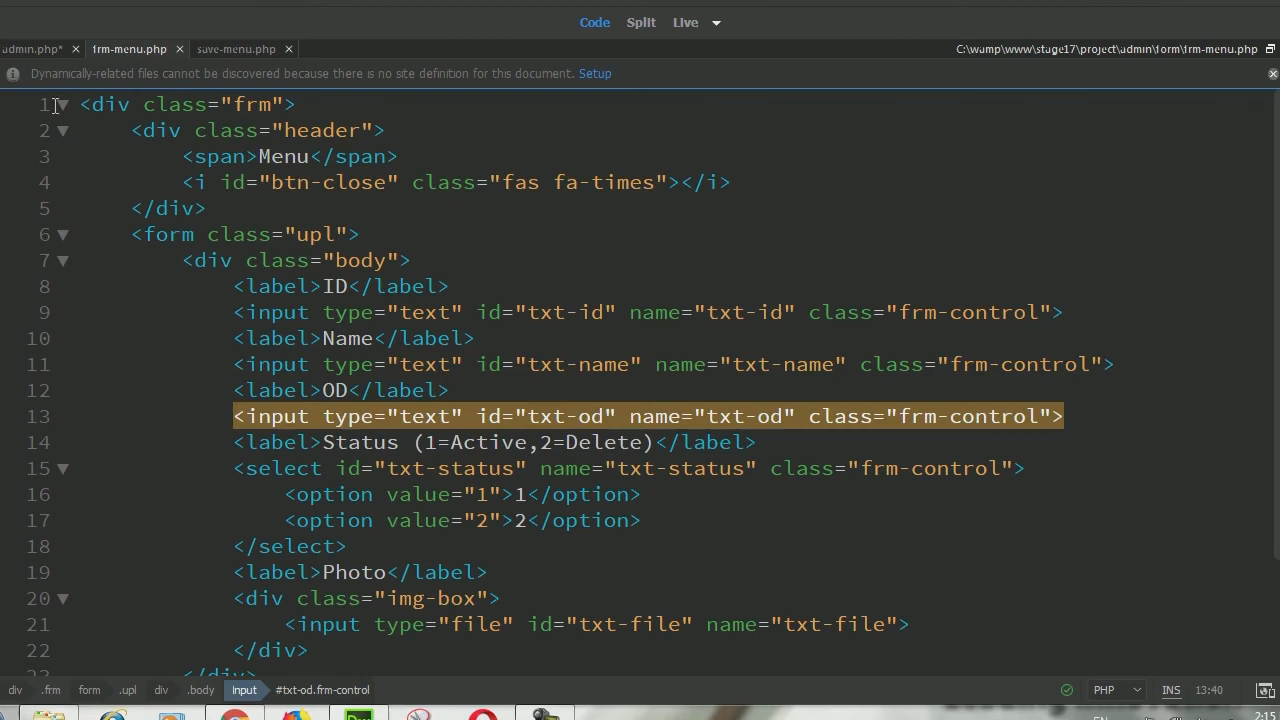 Code Split Live
admin.php* frm-menu.php save-menu.php C:\wamp\www\stage17\project\admin\form\frm-menu.php
Dynamically-related files cannot be discovered because there is no site definition for this document. Setup
1 <div class="frm">
2 <div class="header">
3 <span>Menu</span>
4 <i id="btn-close" class="fas fa-times"></i>
5 </div>
6 <form class="upl">
7 <div class="body">
8 <label>ID</label>
9 <input type="text" id="txt-id" name="txt-id" class="frm-control">
10 <label>Name</label>
11 <input type="text" id="txt-name" name="txt-name" class="frm-control">
12 <label>OD</label>
13 <input type="text" id="txt-od" name="txt-od" class="frm-control">
14 <label>Status (1=Active,2=Delete)</label>
15 <select id="txt-status" name="txt-status" class="frm-control">
16 <option value="1">1</option>
17 <option value="2">2</option>
18 </select>
19 <label>Photo</label>
20 <div class="img-box">
21 <input type="file" id="txt-file" name="txt-file">
22 </div>
23 </div>
div .frm form .upl div .body Input #txt-od.frm-control PHP INS 13:40
2:15